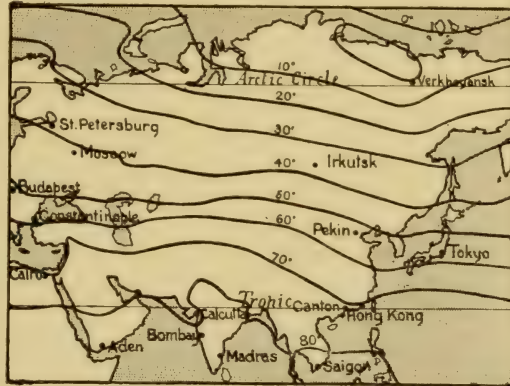 0°
10°
10°
Arctic Circle
Verkhoyansk
20°
St. Petersburg
30°
Moscow
40°
Irkutsk
Budapest
50°
Constantinople
60°
Pekin
Tokyo
70°
Cairo
Tropic
Canton
Hong Kong
Calcutta
Bombay
Aden
Madras
80°
Saigon